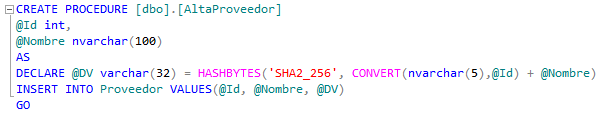 CREATE PROCEDURE [dbo].[AltaProveedor]
@Id int,
@Nombre nvarchar(100)
AS
DECLARE @DV varchar(32) = HASHBYTES('SHA2_256', CONVERT(nvarchar(5),@Id) + @Nombre)
INSERT INTO Proveedor VALUES(@Id, @Nombre, @DV)
GO